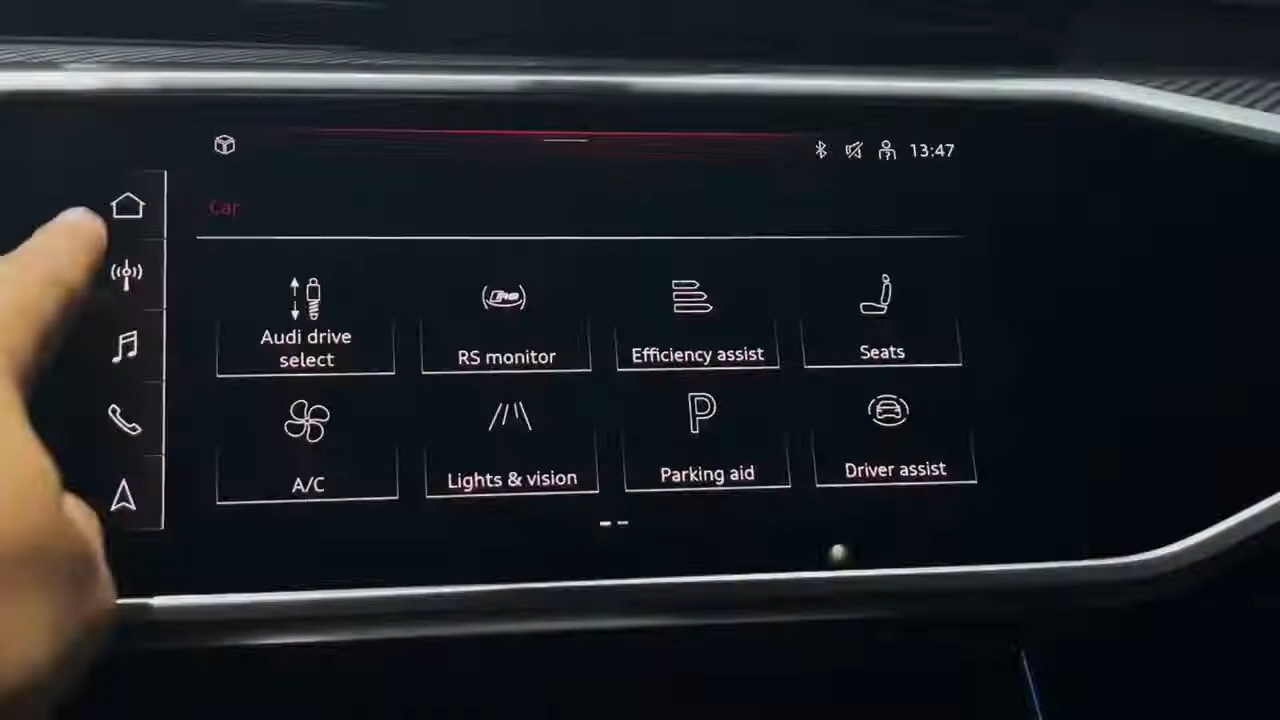 13:47
Car
Audi drive
select
RS monitor
Efficiency assist
Seats
A/C
Lights & vision
Parking aid
Driver assist